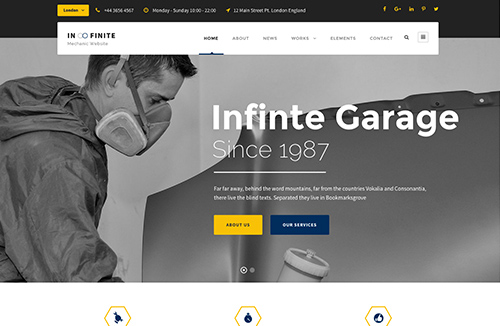 London +44 3656 4567 Monday - Sunday 10:00 - 22:00 12 Main Street Pt. London England
INFINITE
Mechanic Website
HOME ABOUT NEWS WORKS ELEMENTS CONTACT
Infinte Garage
Since 1987
Far far away, behind the word mountains, far from the countries Vokalia and Consonantia,
there live the blind texts. Separated they live in Bookmarksgrove
ABOUT US OUR SERVICES